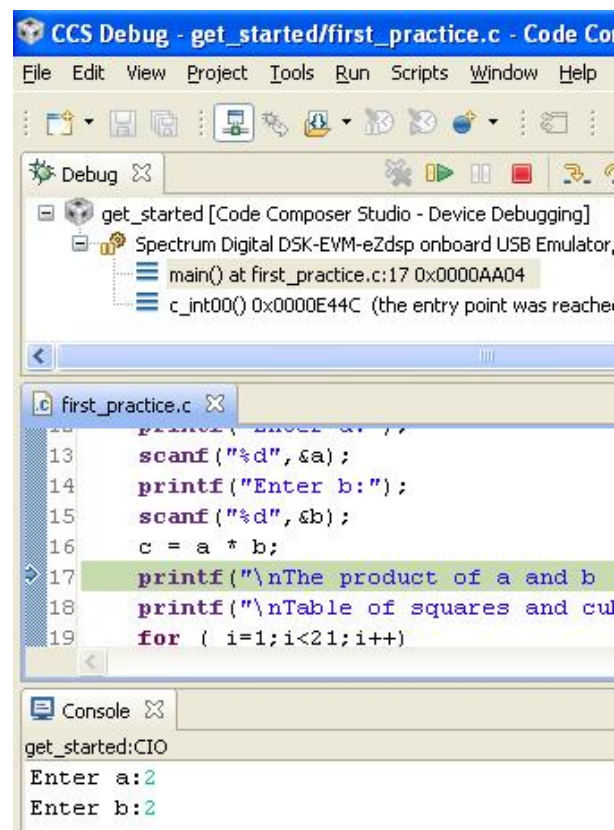 CCS Debug - get_started/first_practice.c - Code Co
File Edit View Project Tools Run Scripts Window Help
Debug
get_started [Code Composer Studio - Device Debugging]
Spectrum Digital DSK-EVM-eZdsp onboard USB Emulator,
main() at first_practice.c:17 0x0000AA04
c_int00() 0x0000E44C (the entry point was reache
first_practice.c
13 scanf("%d",&a);
14 printf("Enter b:");
15 scanf("%d",&b);
16 c = a * b;
17 printf("\nThe product of a and b
18 printf("\nTable of squares and cu
19 for ( i=1;i<21;i++)
Console
get_started:CIO
Enter a:2
Enter b:2